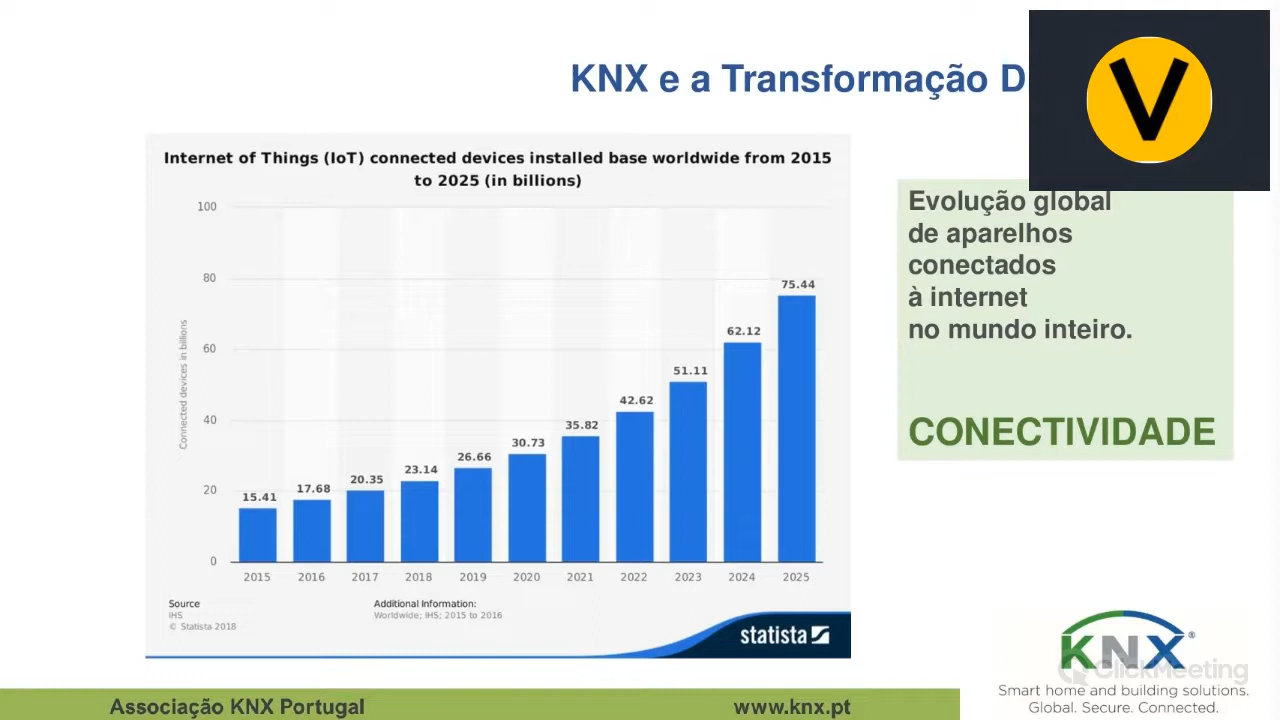 KNX e a Transformação D
V
Internet of Things (IoT) connected devices installed base worldwide from 2015
to 2025 (in billions)
Connected devices in billions
100
80
60
40
20
0
15.41
17.68
20.35
23.14
26.66
30.73
35.82
42.62
51.11
62.12
75.44
2015
2016
2017
2018
2019
2020
2021
2022
2023
2024
2025
Source
IHS
© Statista 2018
Additional Information:
Worldwide; IHS; 2015 to 2016
statista
Evolução global
de aparelhos
conectados
à internet
no mundo inteiro.
CONECTIVIDADE
KNX®
ClickMeeting
Smart home and building solutions.
Global. Secure. Connected.
Associação KNX Portugal
www.knx.pt